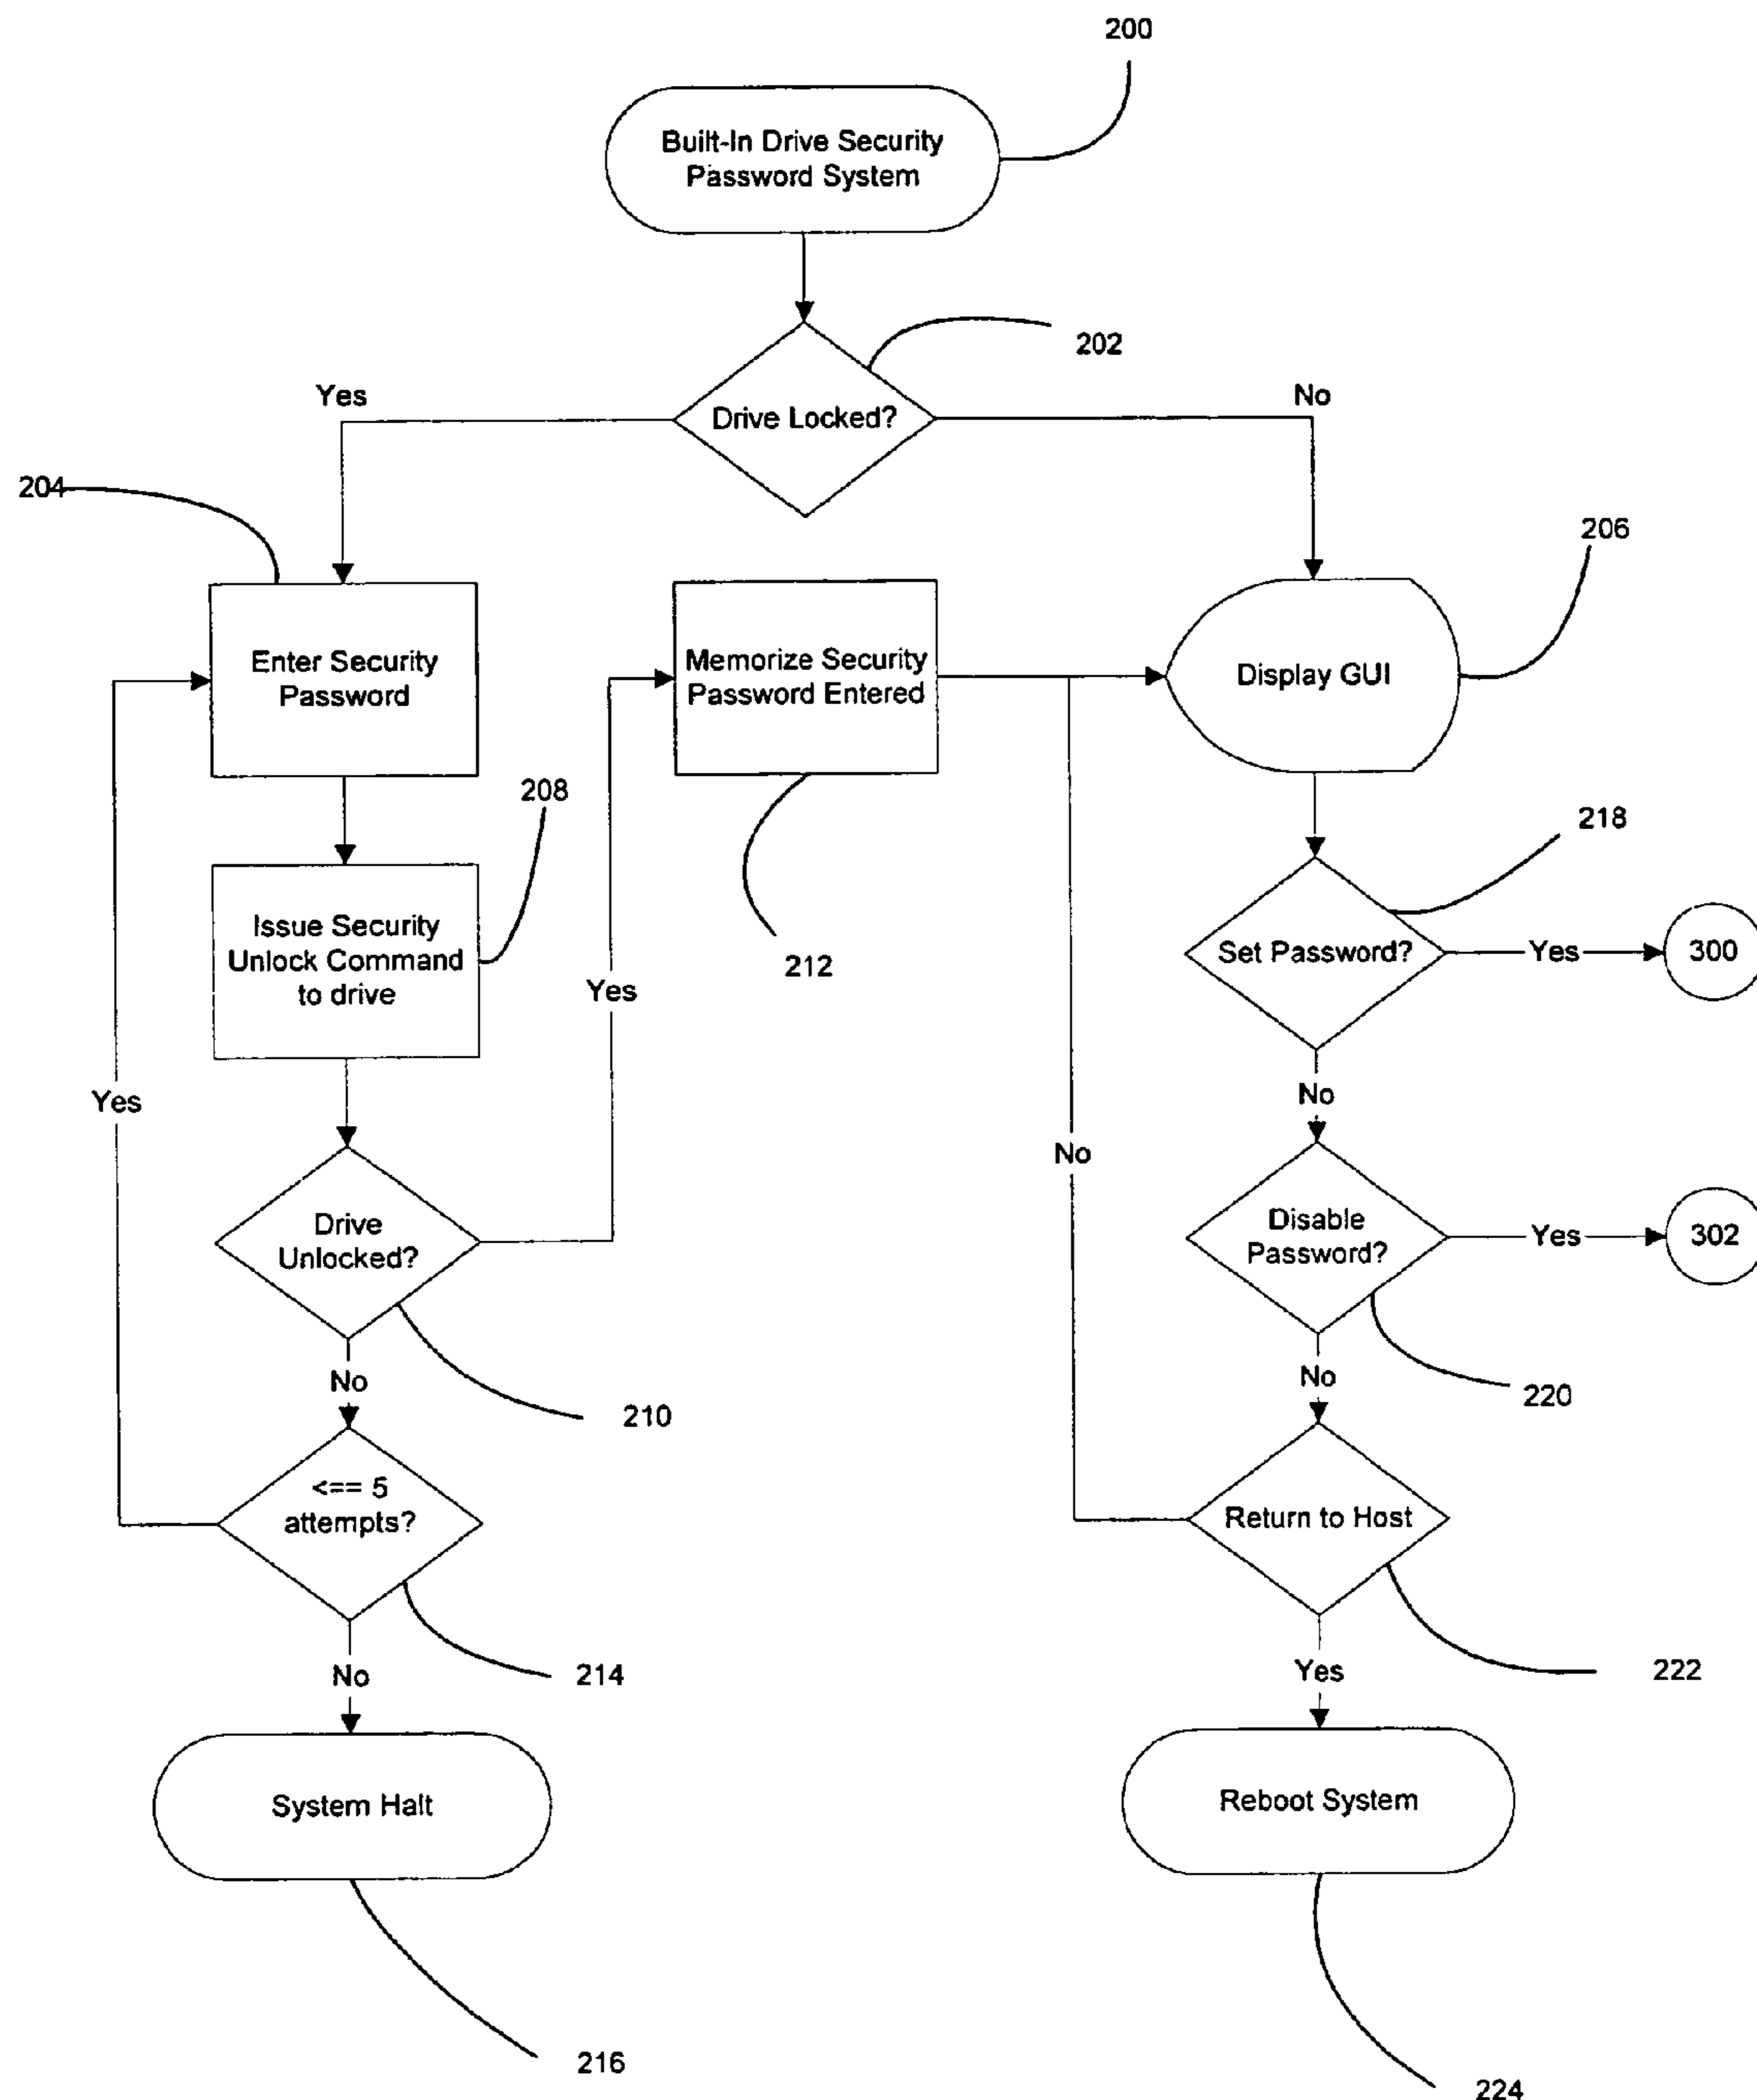 200
Built-In Drive Security
Password System
202
Drive Locked?
Yes
No
204
206
Enter Security
Password
Memorize Security
Password Entered
Display GUI
208
218
Issue Security
Unlock Command
to drive
212
Set Password?
Yes
300
Yes
Yes
No
No
Drive
Unlocked?
Disable
Password?
Yes
302
No
210
No
220
<== 5
attempts?
Return to Host
No
214
Yes
222
System Halt
Reboot System
216
224